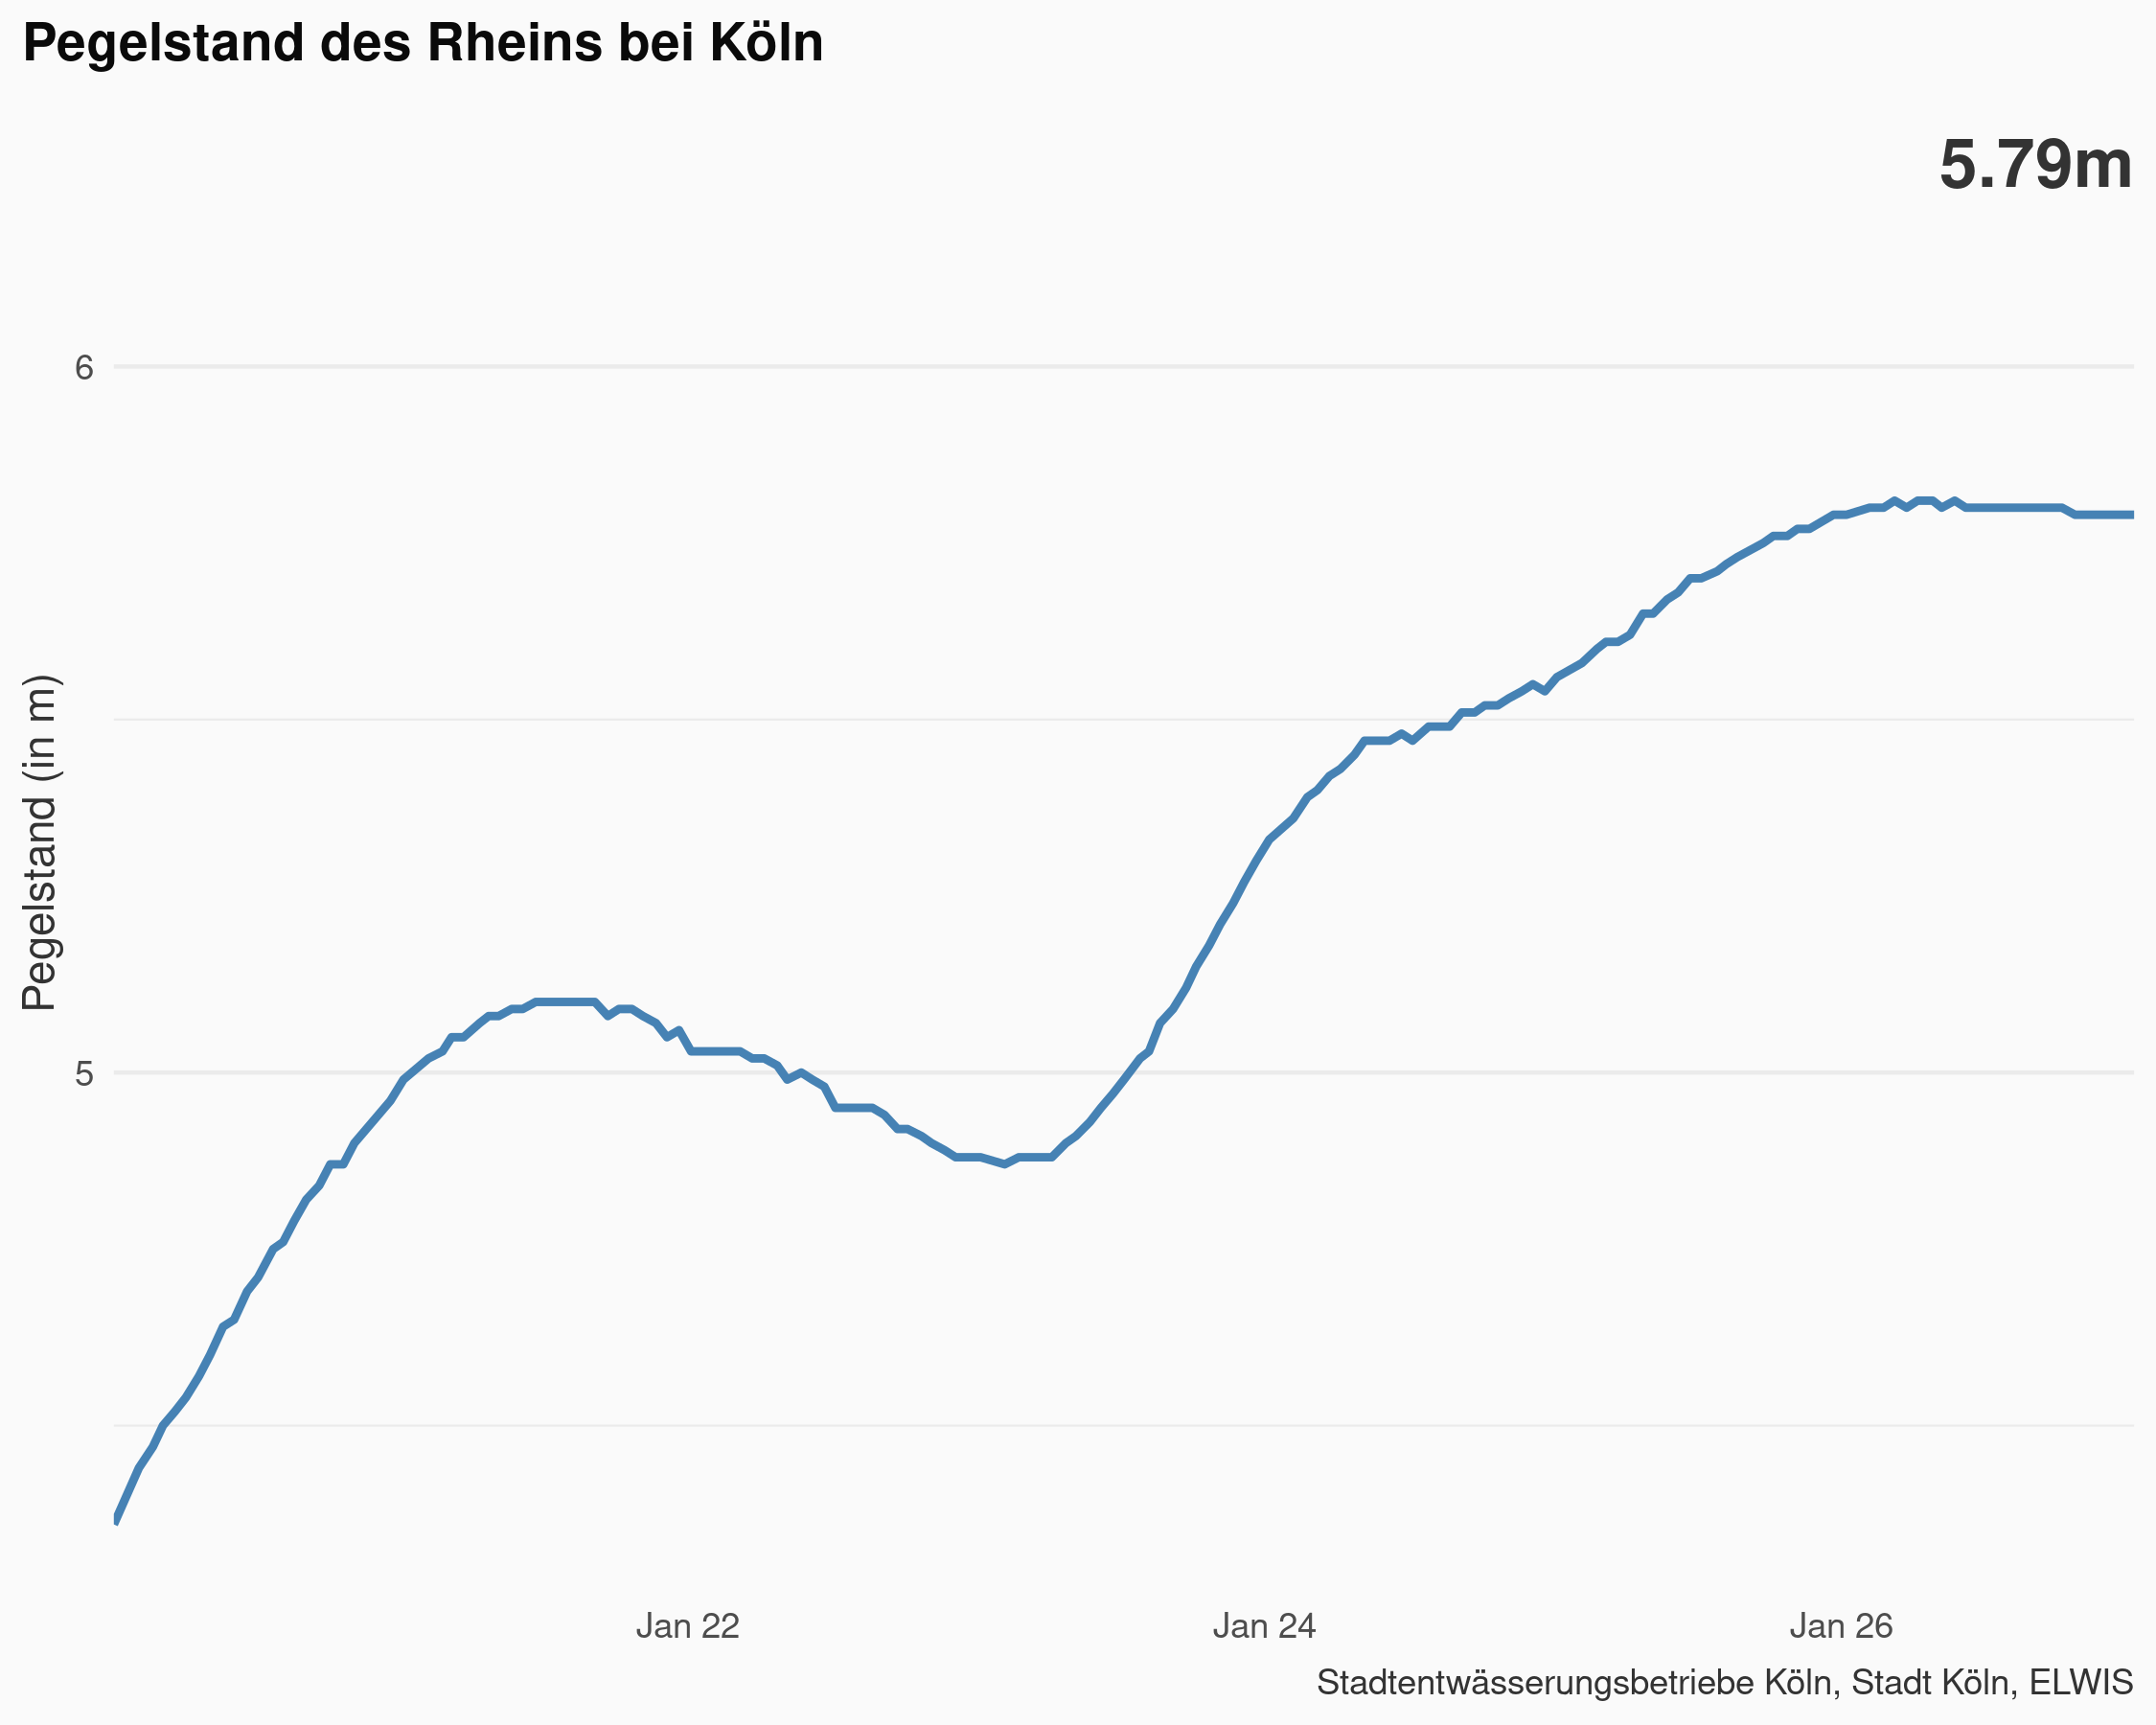 Pegelstand des Rheins bei Köln
5.79m
6
Pegelstand (in m)
5
Jan 22
Jan 24
Jan 26
Stadtentwässerungsbetriebe Köln, Stadt Köln, ELWIS